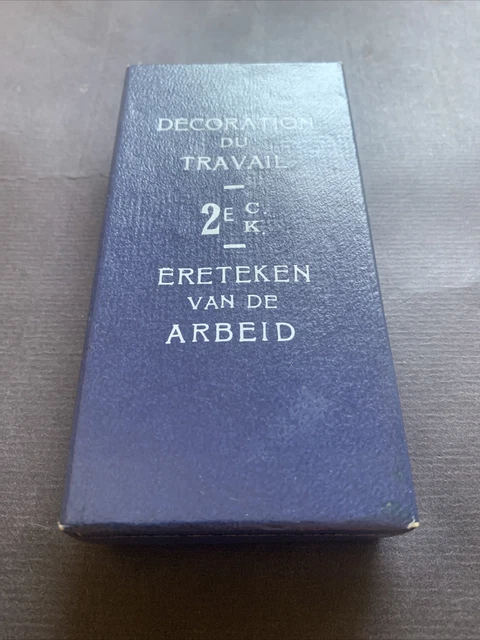 DECORATION
DU
TRAVAIL
2E C.
K.
ERETEKEN
VAN DE
ARBEID